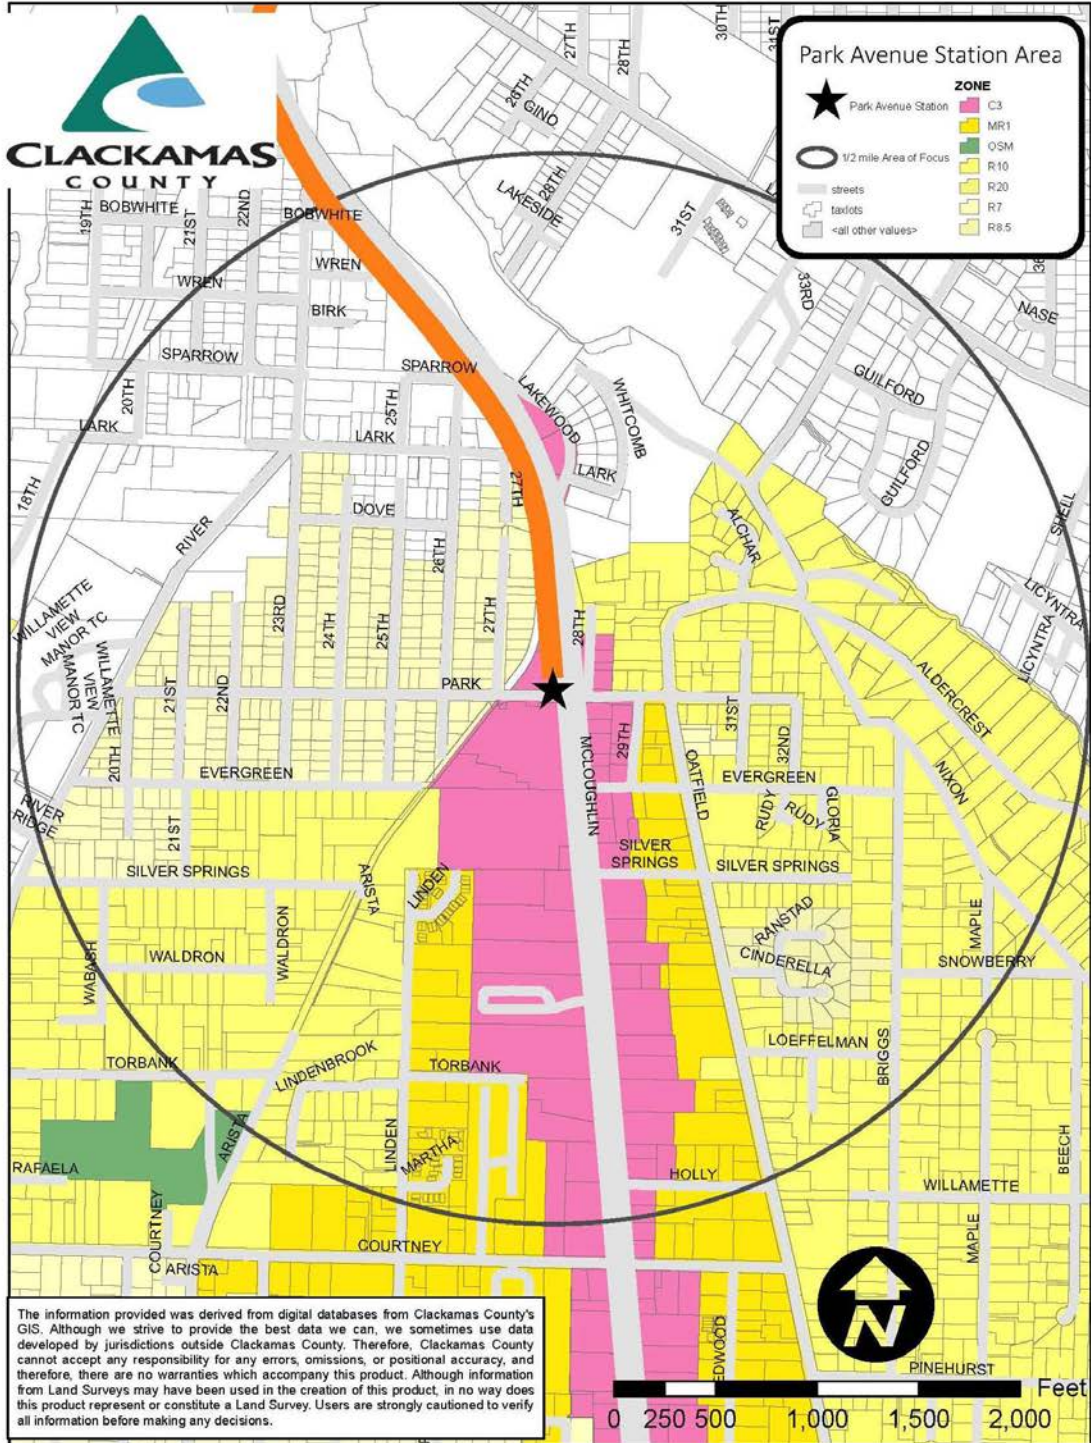 CLACKAMAS
COUNTY
Park Avenue Station Area
ZONE
Park Avenue Station
1/2 mile Area of Focus
streets
taxlots
<all other values>
C3
MR1
OSM
R10
R20
R7
R8.5
27TH
28TH
30TH
31ST
26TH
GINO
28TH
LAKESIDE
31ST
33RD
NASE
19TH
BOBWHITE
21ST
22ND
BOBWHITE
WREN
WREN
BIRK
SPARROW
SPARROW
20TH
25TH
LAKEWOOD
WHITCOMB
GUILFORD
LARK
LARK
LARK
GUILFORD
18TH
27TH
RIVER
DOVE
26TH
ALCHAR
SHELL
WILLAMETTE
VIEW
MANOR TC
23RD
24TH
25TH
27TH
28TH
LICYNTRA
LICYNTRA
WILLAMETTE
VIEW
MANOR TC
21ST
22ND
PARK
31ST
32ND
ALDERCREST
20TH
29TH
MCLOUGHLIN
OATFIELD
NIXON
EVERGREEN
EVERGREEN
RIVER
RIDGE
21ST
RUDY
RUDY
GLORIA
SILVER
SPRINGS
SILVER SPRINGS
SILVER SPRINGS
ARISTA
LINDEN
WALDRON
RANSTAD
MAPLE
WABASH
WALDRON
CINDERELLA
SNOWBERRY
TORBANK
LINDENBROOK
TORBANK
LOEFFELMAN
BRIGGS
ARISTA
LINDEN
MARTHA
BEECH
RAFAELA
HOLLY
WILLAMETTE
COURTNEY
COURTNEY
MAPLE
ARISTA
EDWOOD
PINEHURST
N
The information provided was derived from digital databases from Clackamas County's
GIS. Although we strive to provide the best data we can, we sometimes use data
developed by jurisdictions outside Clackamas County. Therefore, Clackamas County
cannot accept any responsibility for any errors, omissions, or positional accuracy, and
therefore, there are no warranties which accompany this product. Although information
from Land Surveys may have been used in the creation of this product, in no way does
this product represent or constitute a Land Survey. Users are strongly cautioned to verify
all information before making any decisions.
Feet
0 250 500 1,000 1,500 2,000